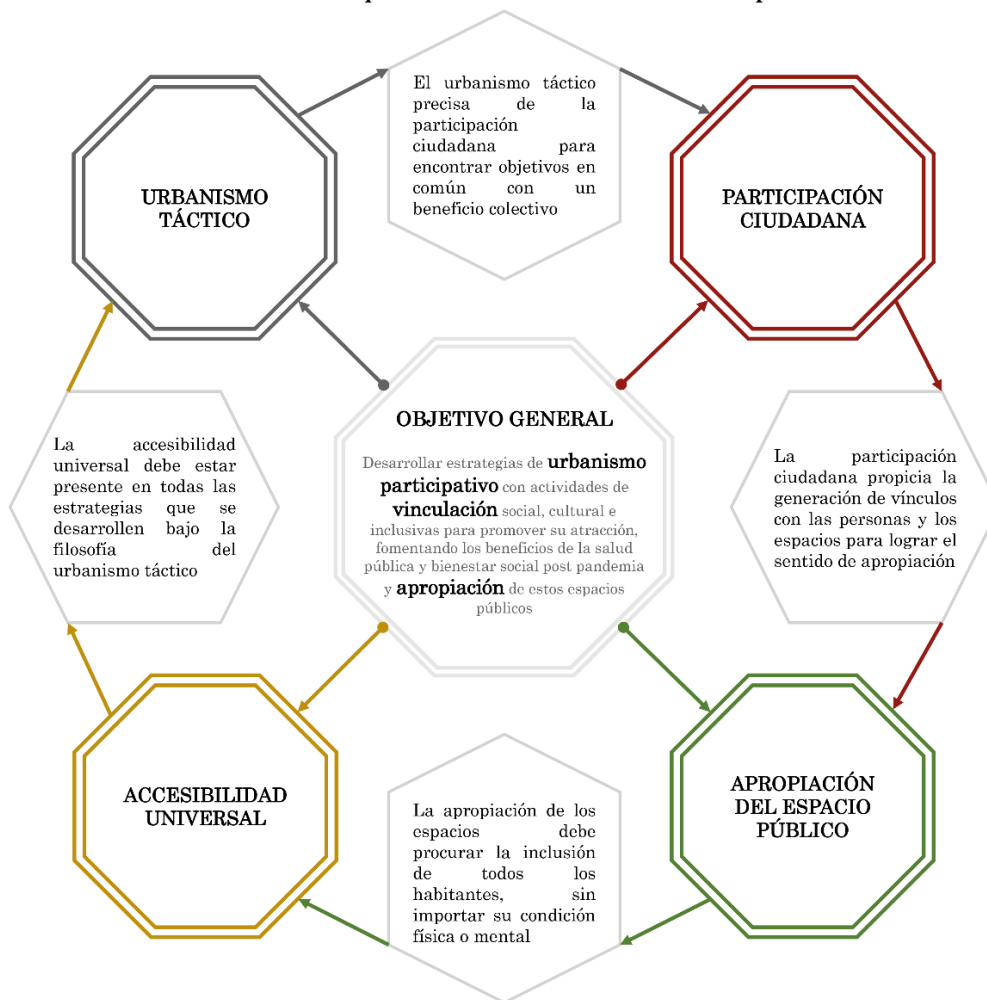 El urbanismo táctico
precisa de la
participación
ciudadana para
encontrar objetivos en
común con un
beneficio colectivo
URBANISMO
TÁCTICO
PARTICIPACIÓN
CIUDADANA
OBJETIVO GENERAL
Desarrollar estrategias de urbanismo
participativo con actividades de
vinculación social, cultural e
inclusivas para promover su atracción,
fomentando los beneficios de la salud
pública y bienestar social post pandemia
y apropiación de estos espacios
públicos
La accesibilidad
universal debe estar
presente en todas las
estrategias que se
desarrollen bajo la
filosofía del
urbanismo táctico
La participación
ciudadana propicia la
generación de vínculos
con las personas y los
espacios para lograr el
sentido de apropiación
ACCESIBILIDAD
UNIVERSAL
La apropiación de los
espacios debe
procurar la inclusión
de todos los
habitantes, sin
importar su condición
física o mental
APROPIACIÓN
DEL ESPACIO
PÚBLICO